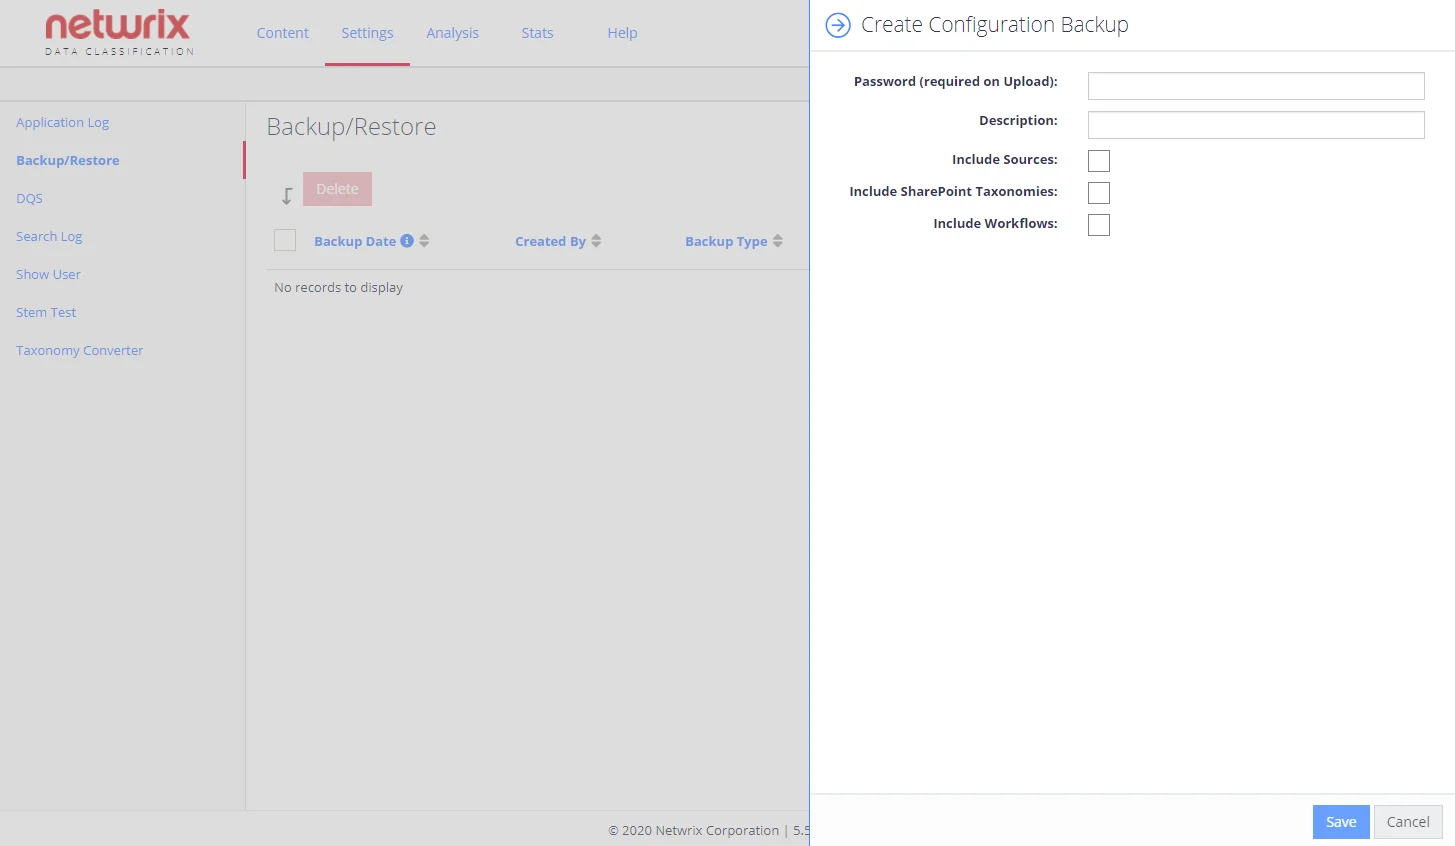 netwrix
DATA CLASSIFICATION
Content Settings Analysis Stats Help
Application Log
Backup/Restore
DQS
Search Log
Show User
Stem Test
Taxonomy Converter
Backup/Restore
Delete
Backup Date Created By Backup Type
No records to display
© 2020 Netwrix Corporation | 5.5
Create Configuration Backup
Password (required on Upload):
Description:
Include Sources:
Include SharePoint Taxonomies:
Include Workflows:
Save Cancel